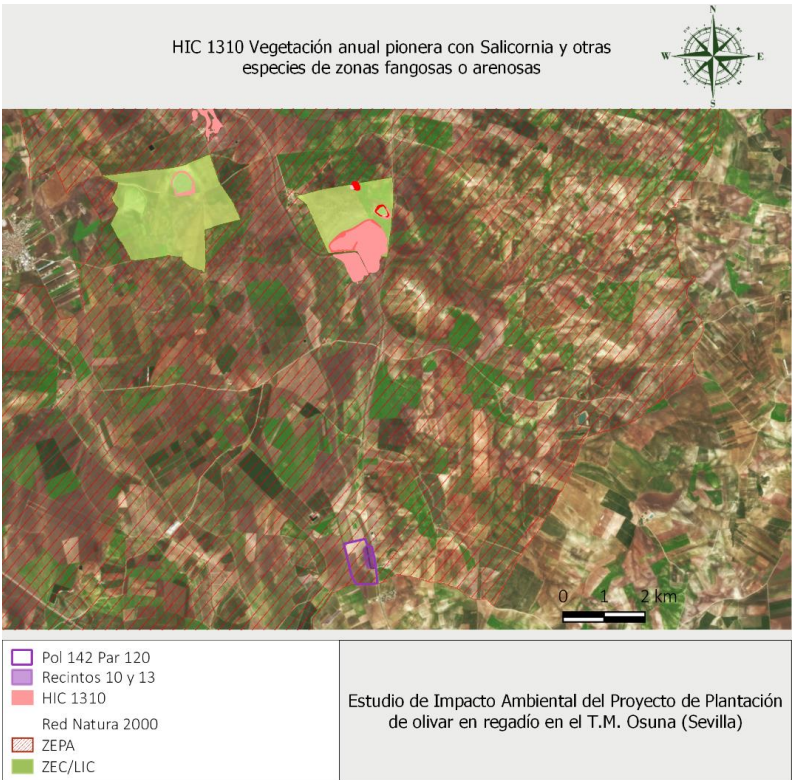 HIC 1310 Vegetación anual pionera con Salicornia y otras
especies de zonas fangosas o arenosas
N
W
E
S
0 1 2 km
Pol 142 Par 120
Recintos 10 y 13
HIC 1310
Red Natura 2000
ZEPA
ZEC/LIC
Estudio de Impacto Ambiental del Proyecto de Plantación
de olivar en regadío en el T.M. Osuna (Sevilla)